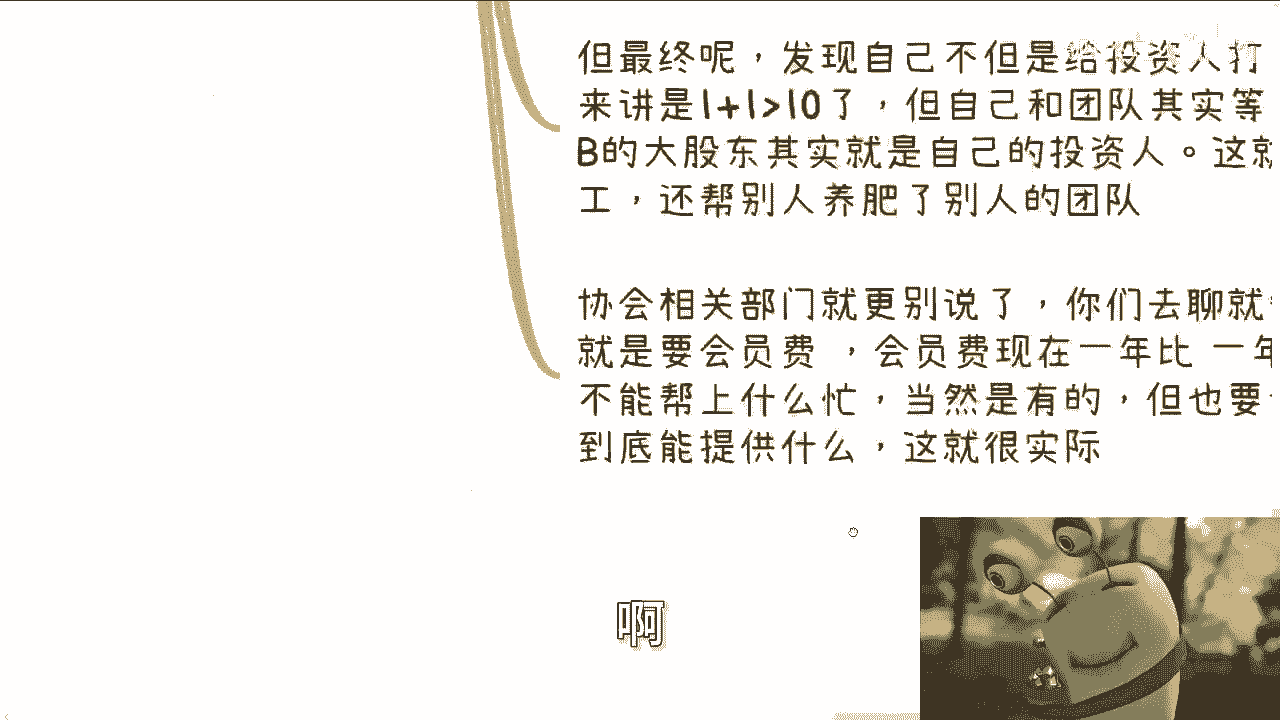 但最终呢，发现自己不但是给投资人打
来讲是1+1>10了，但自己和团队其实等
B的大股东其实就是自己的投资人。这就
工，还帮别人养肥了别人的团队
协会相关部门就更别说了，你们去聊就
就是要会员费 ，会员费现在一年比 一年
不能帮上什么忙，当然是有的，但也要
到底能提供什么，这就很实际
啊